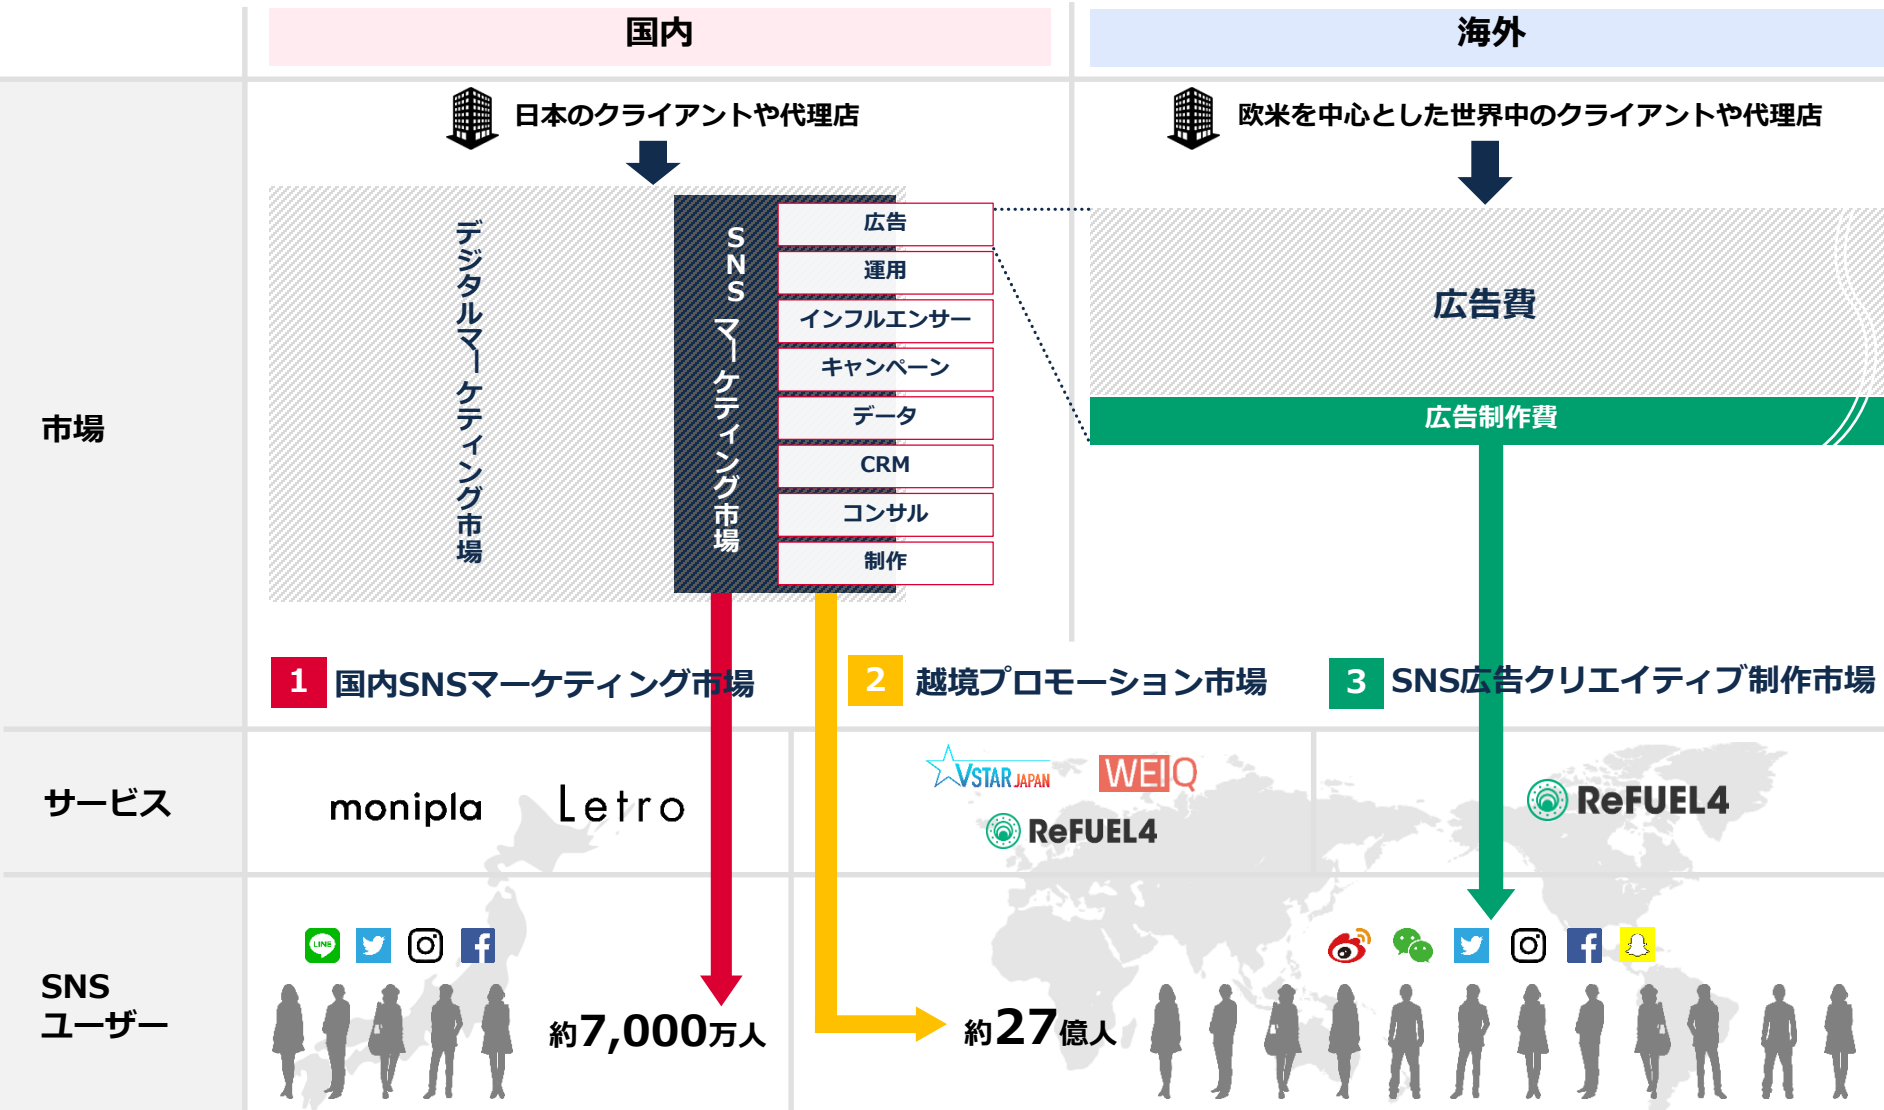 国内
海外
日本のクライアントや代理店
欧米を中心とした世界中のクライアントや代理店
市場
デジタルマーケティング市場
SNS マーケティング市場
広告
運用
インフルエンサー
キャンペーン
データ
CRM
コンサル
制作
広告費
広告制作費
1 国内SNSマーケティング市場
2 越境プロモーション市場
3 SNS広告クリエイティブ制作市場
サービス
monipla
Letro
VSTAR JAPAN
WEIQ
ReFUEL4
ReFUEL4
SNS
ユーザー
LINE
約7,000万人
約27億人